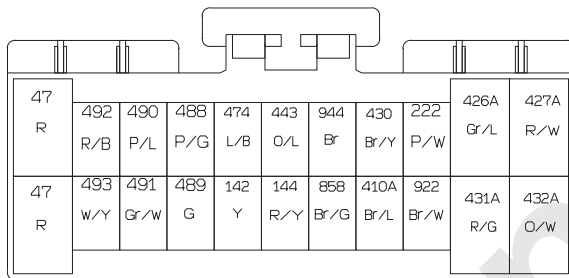 47 492 490 488 474 443 944 430 222 426A 427A
R R/B P/L P/G L/B O/L Br Br/Y P/W Gr/L R/W
47 493 491 489 142 144 858 410A 922 431A 432A
R W/Y Gr/W G Y R/Y Br/G Br/L Br/W R/G O/W